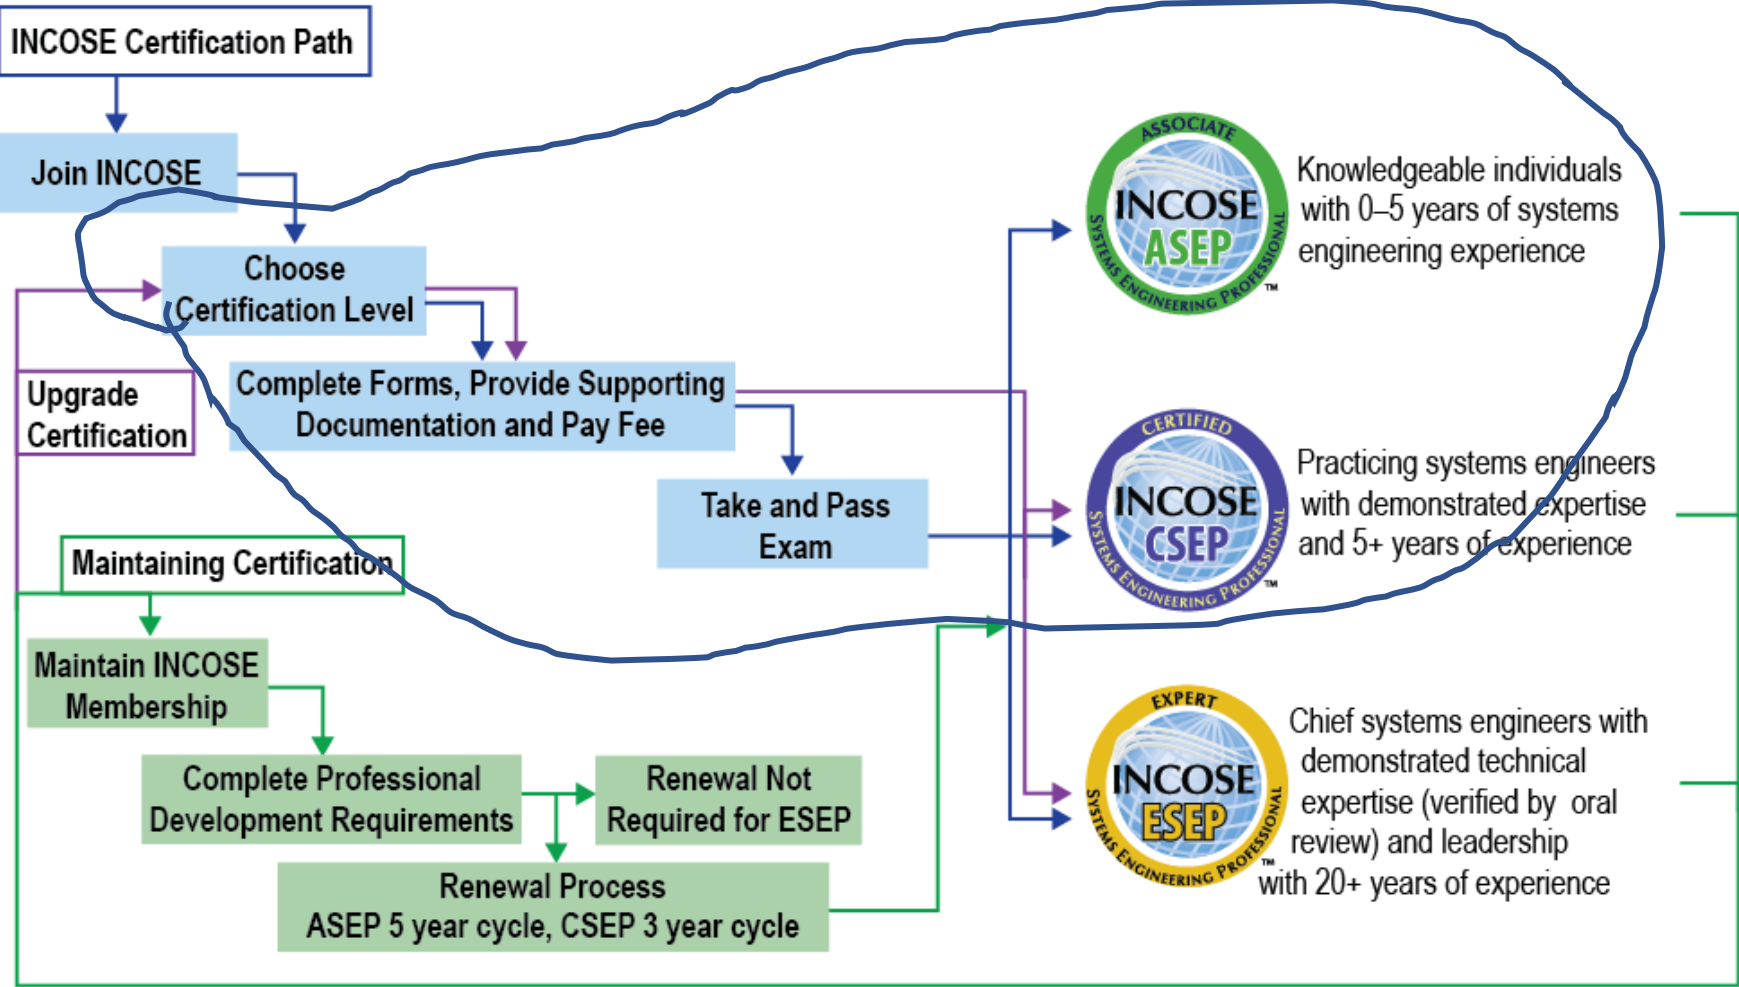 INCOSE Certification Path
Join INCOSE
Choose
Certification Level
Upgrade
Certification
Complete Forms, Provide Supporting
Documentation and Pay Fee
Take and Pass
Exam
Maintaining Certification
Maintain INCOSE
Membership
Complete Professional
Development Requirements
Renewal Not
Required for ESEP
Renewal Process
ASEP 5 year cycle, CSEP 3 year cycle
ASSOCIATE
INCOSE
ASEP
SYSTEMS ENGINEERING PROFESSIONAL
TM
Knowledgeable individuals
with 0–5 years of systems
engineering experience
CERTIFIED
INCOSE
CSEP
SYSTEMS ENGINEERING PROFESSIONAL
TM
Practicing systems engineers
with demonstrated expertise
and 5+ years of experience
EXPERT
INCOSE
ESEP
SYSTEMS ENGINEERING PROFESSIONAL
TM
Chief systems engineers with
demonstrated technical
expertise (verified by oral
review) and leadership
with 20+ years of experience